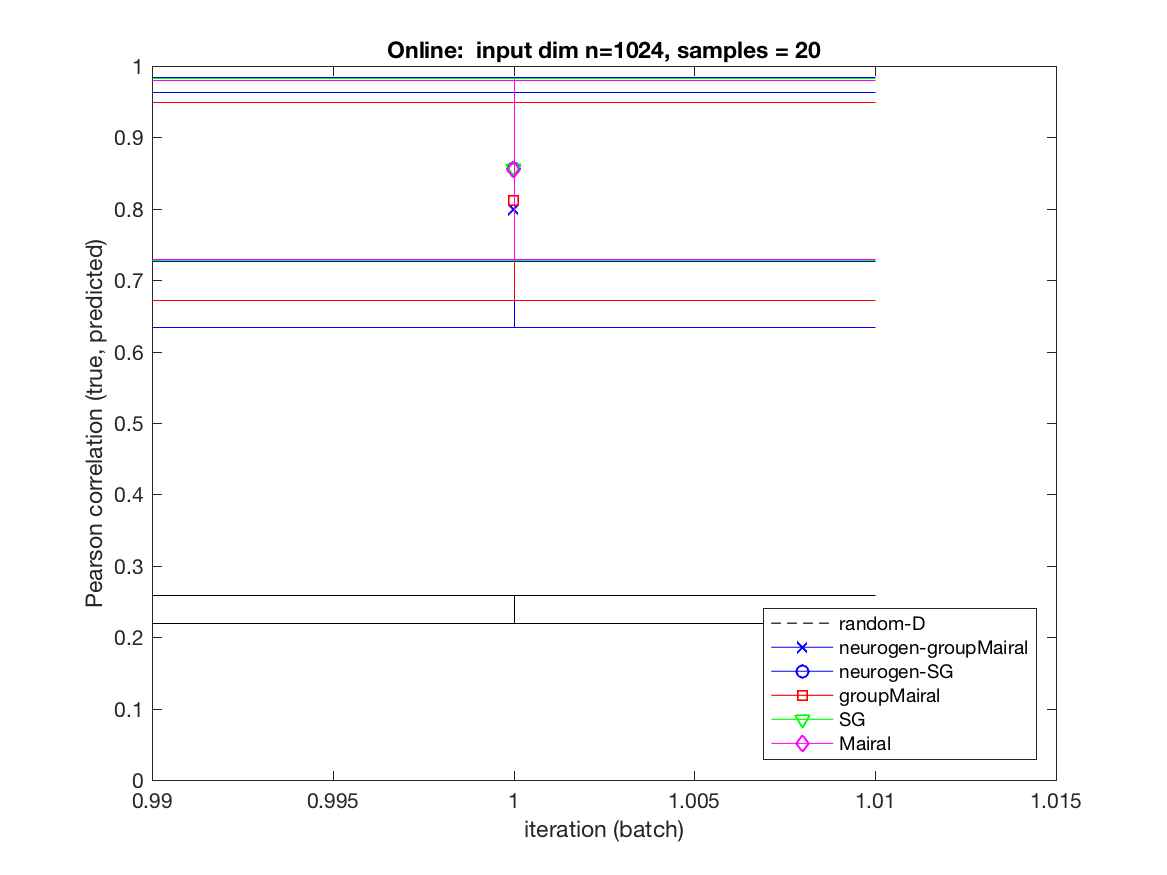 Online:  input dim n=1024, samples = 20
Pearson correlation (true, predicted)
1
0.9
0.8
0.7
0.6
0.5
0.4
0.3
0.2
0.1
0
random-D
neurogen-groupMairal
neurogen-SG
groupMairal
SG
Mairal
0.99
0.995
1
1.005
1.01
1.015
iteration (batch)